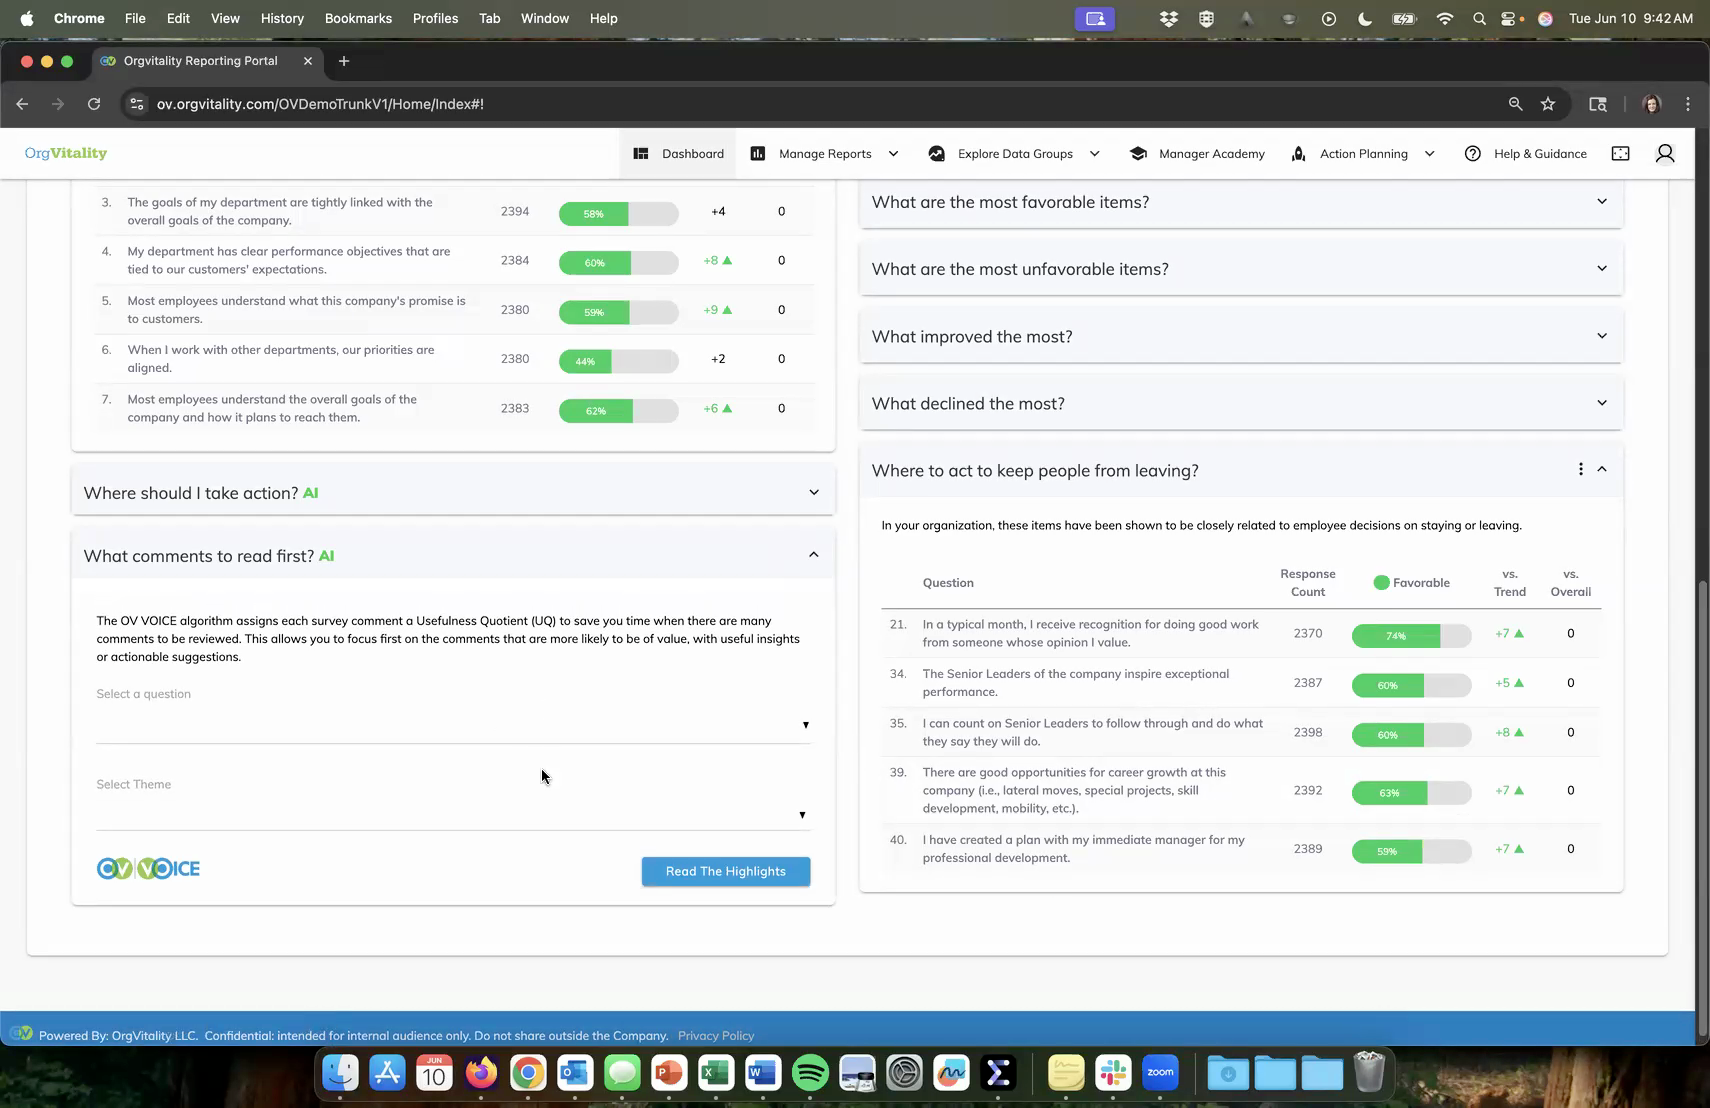 Chrome File Edit View History Bookmarks Profiles Tab Window Help
Tue Jun 10 9:42 AM
Orgvitality Reporting Portal
ov.orgvitality.com/OVDemoTrunkV1/Home/Index#!
OrgVitality
Dashboard
Manage Reports
Explore Data Groups
Manager Academy
Action Planning
Help & Guidance
3. The goals of my department are tightly linked with the
overall goals of the company.
2394 58% +4 0
4. My department has clear performance objectives that are
tied to our customers' expectations.
2384 60% +8 ▲ 0
5. Most employees understand what this company's promise is
to customers.
2380 59% +9 ▲ 0
6. When I work with other departments, our priorities are
aligned.
2380 44% +2 0
7. Most employees understand the overall goals of the
company and how it plans to reach them.
2383 62% +6 ▲ 0
Where should I take action? AI
What comments to read first? AI
The OV VOICE algorithm assigns each survey comment a Usefulness Quotient (UQ) to save you time when there are many
comments to be reviewed. This allows you to focus first on the comments that are more likely to be of value, with useful insights
or actionable suggestions.
Select a question
Select Theme
OV VOICE
Read The Highlights
What are the most favorable items?
What are the most unfavorable items?
What improved the most?
What declined the most?
Where to act to keep people from leaving?
In your organization, these items have been shown to be closely related to employee decisions on staying or leaving.
Question
Response
Count
Favorable
vs.
Trend
vs.
Overall
21. In a typical month, I receive recognition for doing good work
from someone whose opinion I value.
2370 74% +7 ▲ 0
34. The Senior Leaders of the company inspire exceptional
performance.
2387 60% +5 ▲ 0
35. I can count on Senior Leaders to follow through and do what
they say they will do.
2398 60% +8 ▲ 0
39. There are good opportunities for career growth at this
company (i.e., lateral moves, special projects, skill
development, mobility, etc.).
2392 63% +7 ▲ 0
40. I have created a plan with my immediate manager for my
professional development.
2389 59% +7 ▲ 0
OV Powered By: OrgVitality LLC. Confidential: intended for internal audience only. Do not share outside the Company. Privacy Policy
JUN
10
zoom